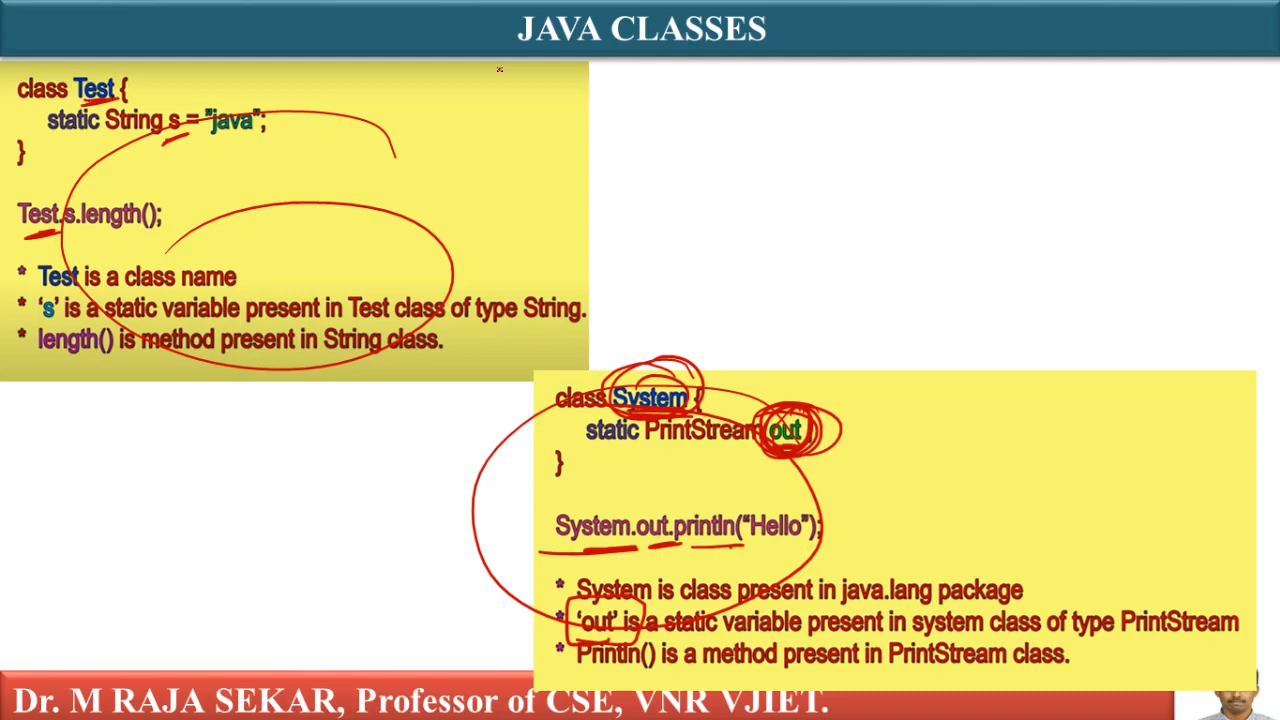 JAVA CLASSES
class Test {
static String s = "java";
}
Test.s.length();
* Test is a class name
* ‘s’ is a static variable present in Test class of type String.
* length() is method present in String class.
class System {
static PrintStream out
}
System.out.println(“Hello”);
* System is class present in java.lang package
* ‘out’ is a static variable present in system class of type PrintStream
* Println() is a method present in PrintStream class.
Dr. M RAJA SEKAR, Professor of CSE, VNR VJIET.